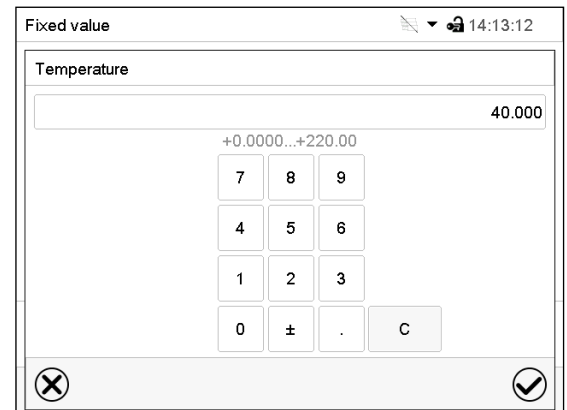 Fixed value 14:13:12
Temperature
40.000
+0.0000...+220.00
7 8 9
4 5 6
1 2 3
0 ± . C